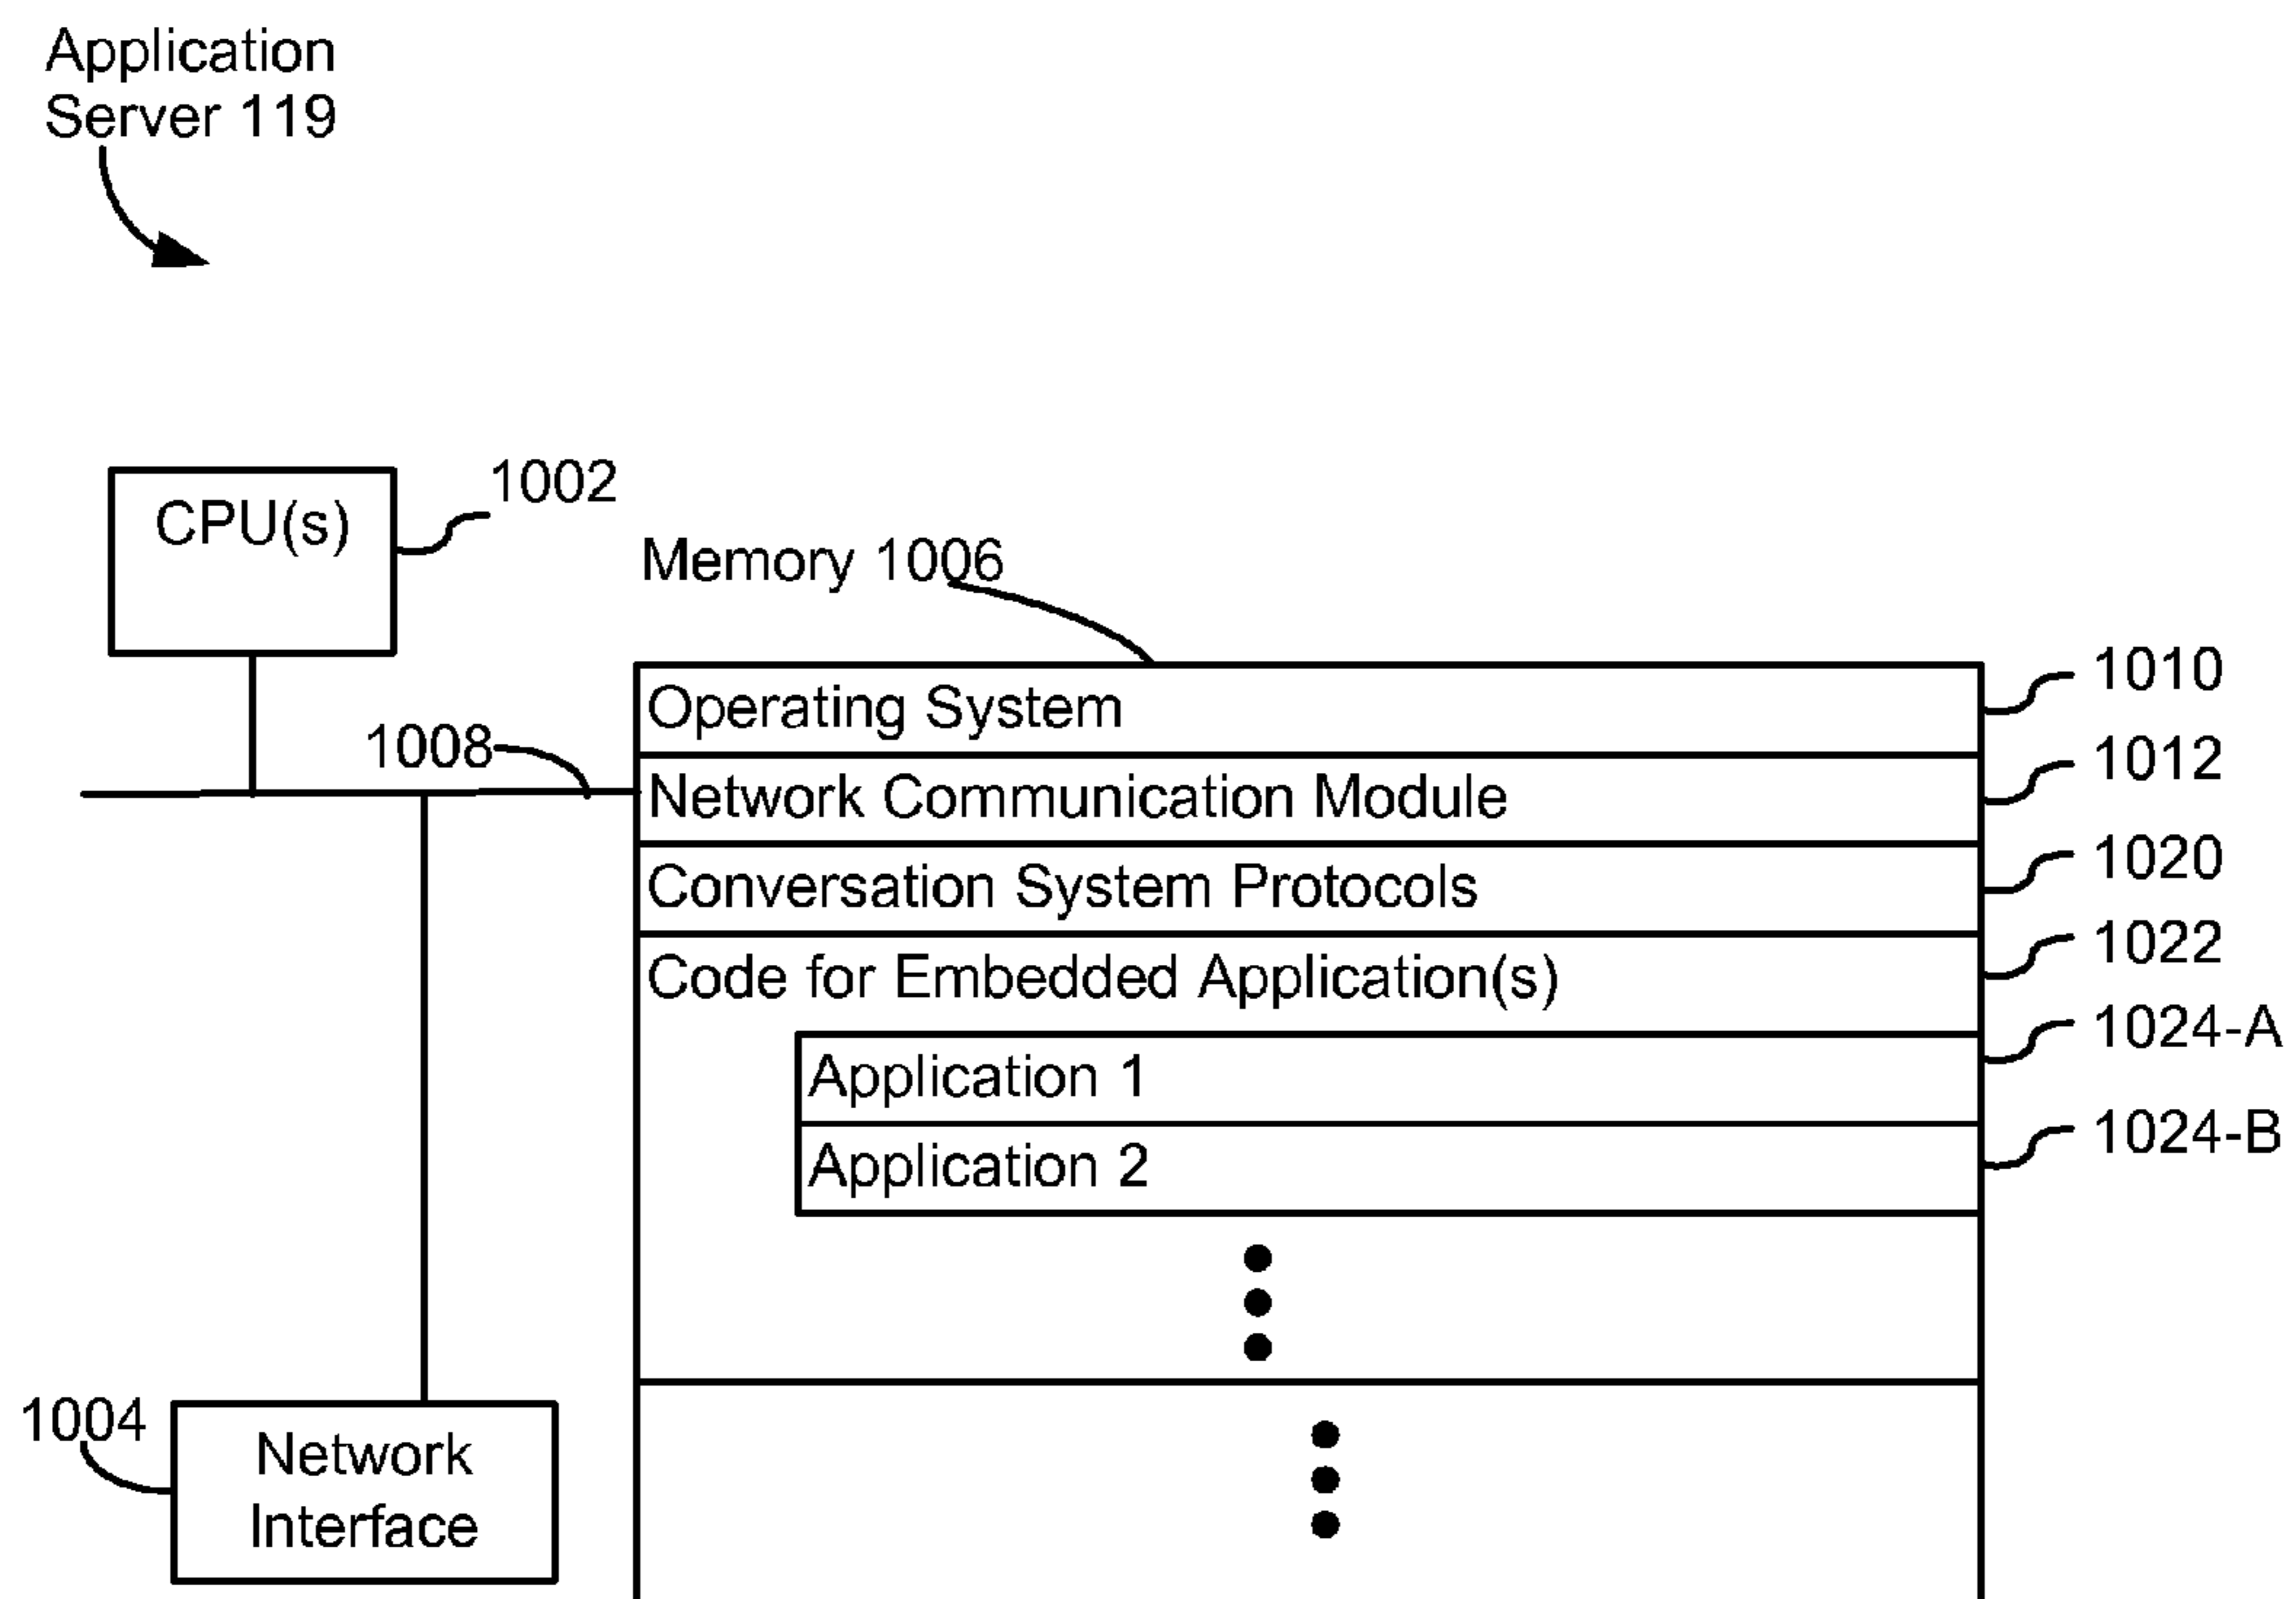 Application
Server 119
CPU(s)
1002
Memory 1006
Operating System
1010
1008
Network Communication Module
1012
Conversation System Protocols
1020
Code for Embedded Application(s)
1022
Application 1
1024-A
Application 2
1024-B
1004
Network
Interface